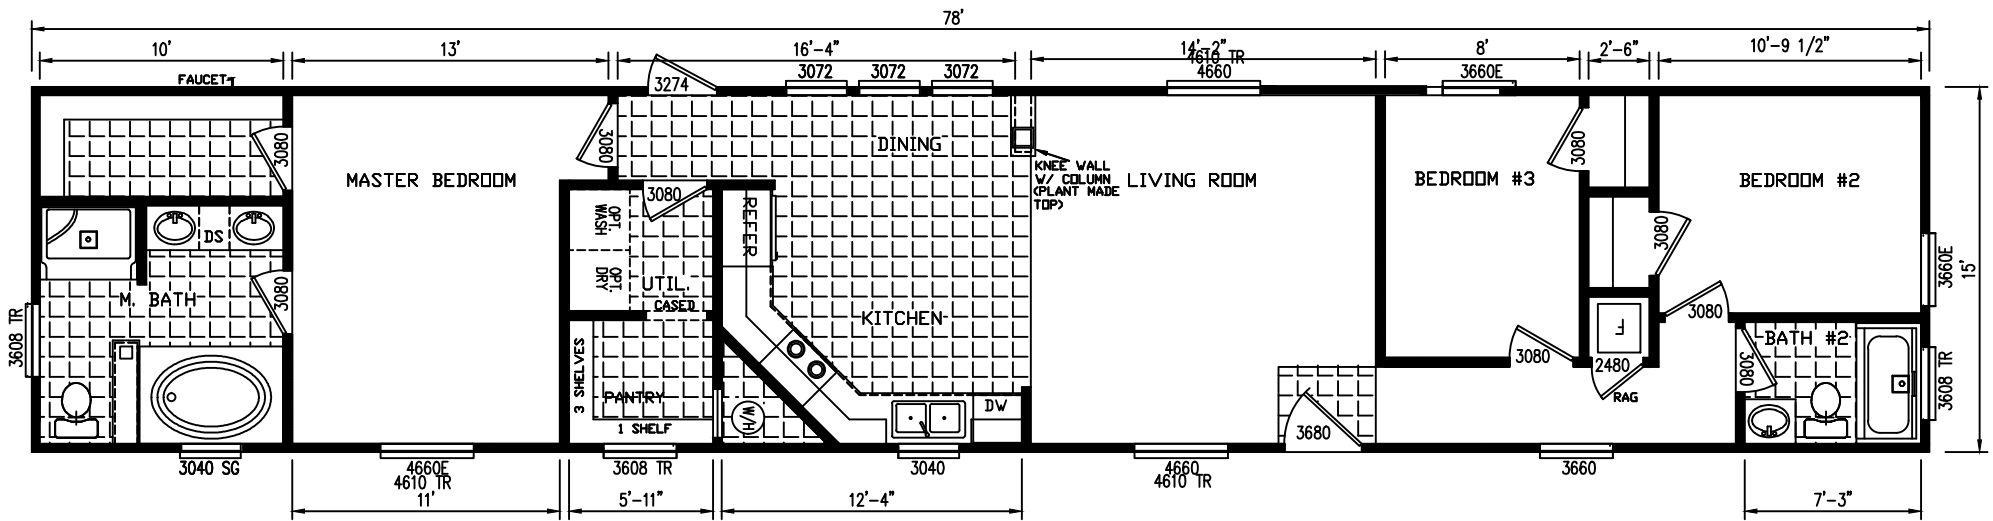 78'
10'
13'
16'-4"
14'-2"
4610 TR
8'
2'-6"
10'-9 1/2"
FAUCET
3274
3072
3072
3072
4660
3660E
3080
3080
DINING
3080
MASTER BEDROOM
KNEE WALL
W/ COLUMN
(PLANT MADE
TOP)
LIVING ROOM
BEDROOM #3
BEDROOM #2
3080
OPT.
WASH
REFER
DS
3080
3660E
15'
OPT.
DRY
UTIL.
3080
M. BATH
CASED
KITCHEN
3080
F
3608 TR
3 SHELVES
3080
2480
BATH #2
3080
3608 TR
PANTRY
RAG
DW
W/H
1 SHELF
3680
3040 SG
4660E
4610 TR
3608 TR
3040
4660
4610 TR
3660
11'
5'-11"
12'-4"
7'-3"